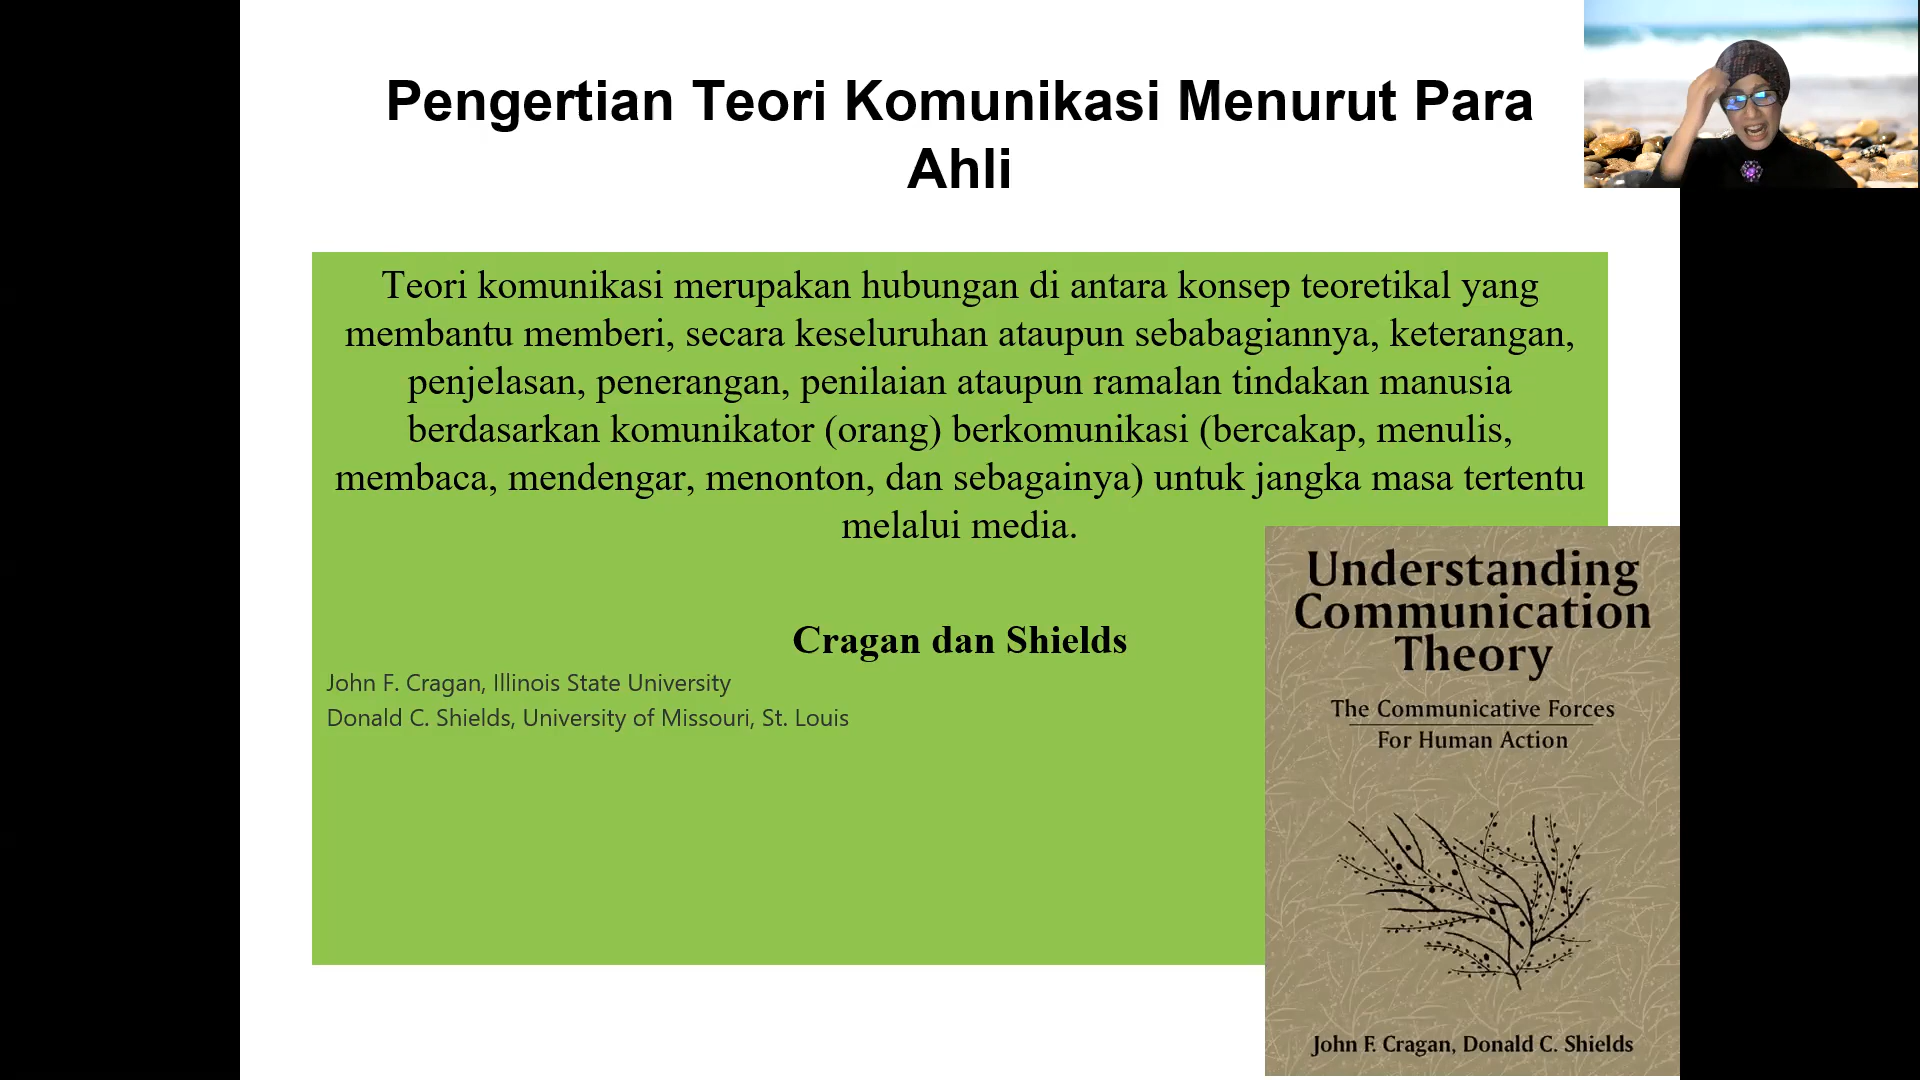 Pengertian Teori Komunikasi Menurut Para
Ahli
Teori komunikasi merupakan hubungan di antara konsep teoretikal yang
membantu memberi, secara keseluruhan ataupun sebabagiannya, keterangan,
penjelasan, penerangan, penilaian ataupun ramalan tindakan manusia
berdasarkan komunikator (orang) berkomunikasi (bercakap, menulis,
membaca, mendengar, menonton, dan sebagainya) untuk jangka masa tertentu
melalui media.
Cragan dan Shields
John F. Cragan, Illinois State University
Donald C. Shields, University of Missouri, St. Louis
Understanding
Communication
Theory
The Communicative Forces
For Human Action
John F. Cragan, Donald C. Shields